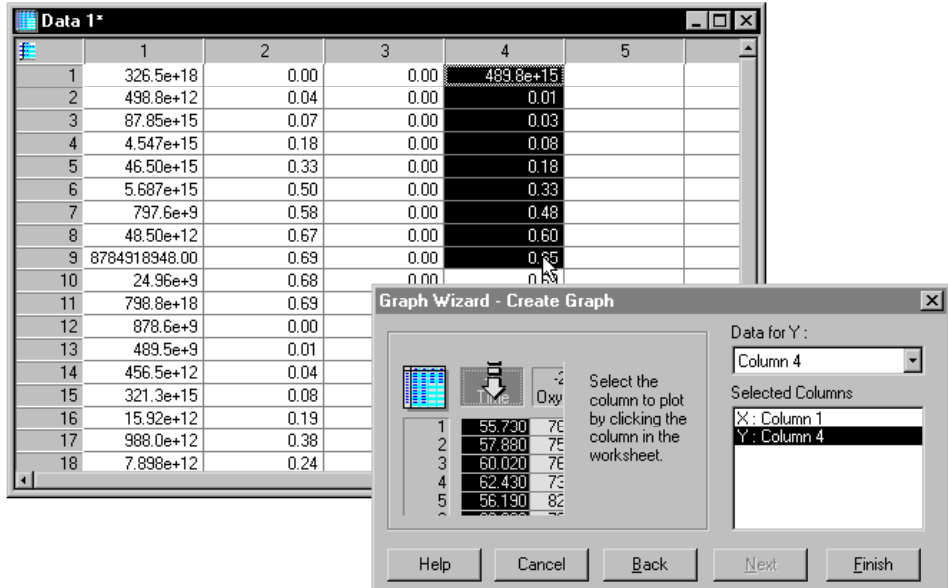 Data 1*
1 2 3 4 5
1 326.5e+18 0.00 0.00 489.8e+15
2 498.8e+12 0.04 0.00 0.01
3 87.85e+15 0.07 0.00 0.03
4 4.547e+15 0.18 0.00 0.08
5 46.50e+15 0.33 0.00 0.18
6 5.687e+15 0.50 0.00 0.33
7 797.6e+9 0.58 0.00 0.48
8 48.50e+12 0.67 0.00 0.60
9 8784918948.00 0.69 0.00 0.65
10 24.96e+9 0.68 0.00 0.69
11 798.8e+18 0.69
12 878.6e+9 0.00
13 489.5e+9 0.01
14 456.5e+12 0.04
15 321.3e+15 0.08
16 15.92e+12 0.19
17 988.0e+12 0.38
18 7.898e+12 0.24
Graph Wizard - Create Graph
Time Oxy
1 55.730
2 57.880 75
3 60.020
4 62.430 73
5 56.190 82
Select the
column to plot
by clicking the
column in the
worksheet.
Data for Y :
Column 4
Selected Columns
X : Column 1
Y : Column 4
Help Cancel Back Next Finish